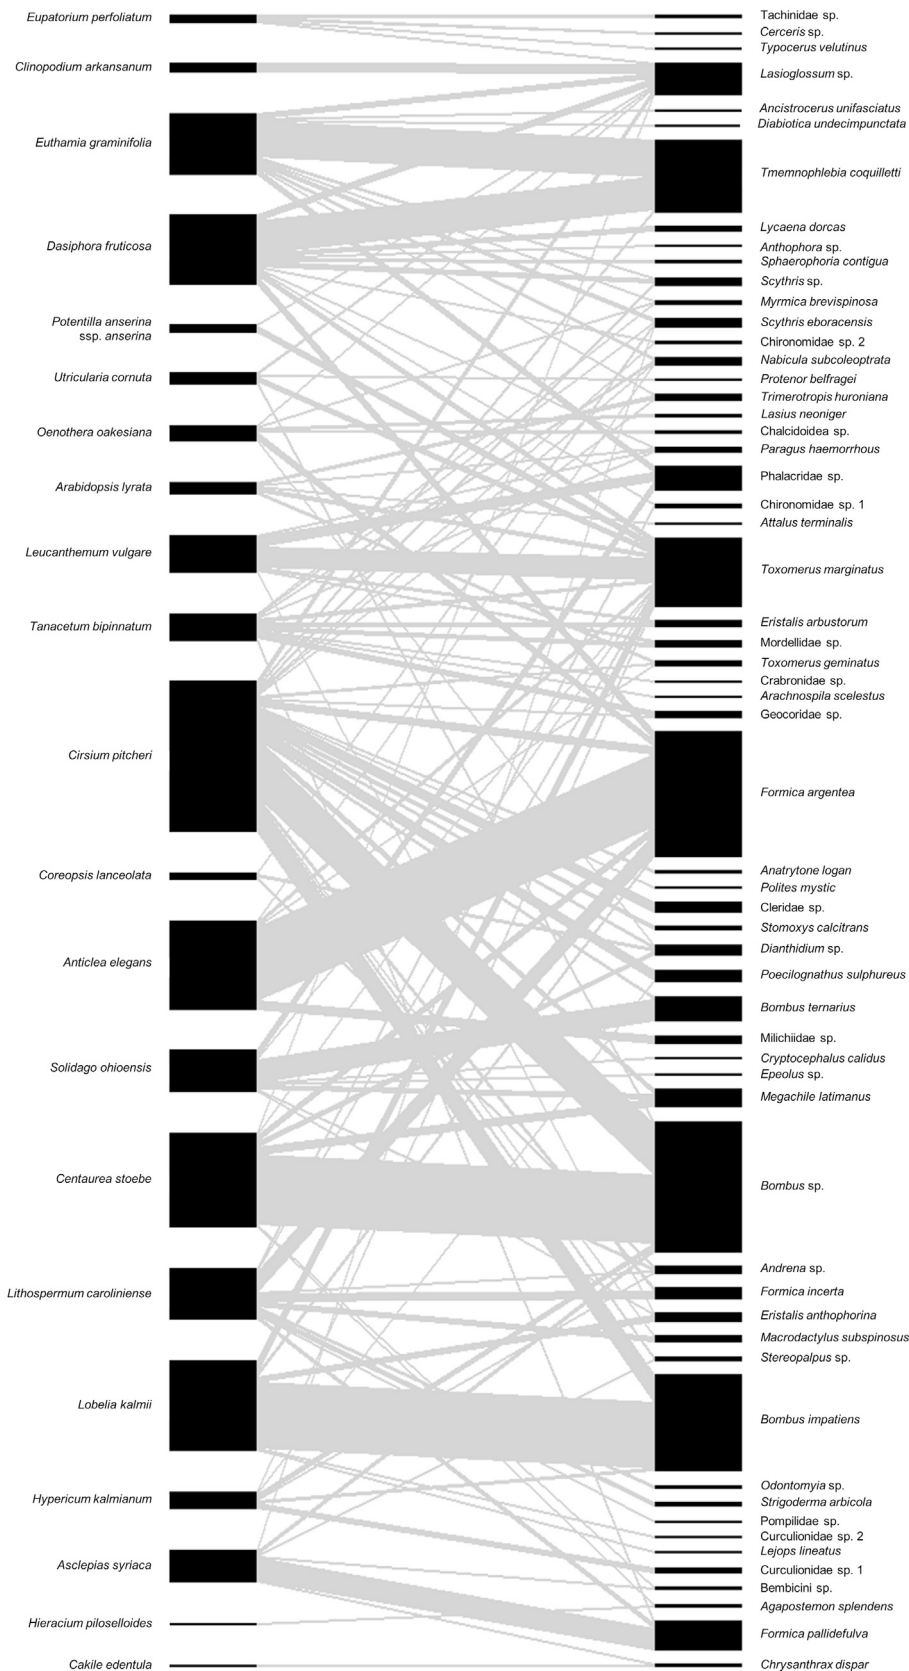 Eupatorium perfoliatum
Clinopodium arkansanum
Euthamia graminifolia
Dasiphora fruticosa
Potentilla anserina
ssp. anserina
Utricularia cornuta
Oenothera oakesiana
Arabidopsis lyrata
Leucanthemum vulgare
Tanacetum bipinnatum
Cirsium pitcheri
Coreopsis lanceolata
Anticlea elegans
Solidago ohioensis
Centaurea stoebe
Lithospermum caroliniense
Lobelia kalmii
Hypericum kalmianum
Asclepias syriaca
Hieracium piloselloides
Cakile edentula
Tachinidae sp.
Cerceris sp.
Typocerus velutinus
Lasioglossum sp.
Ancistrocerus unifasciatus
Diabiotica undecimpunctata
Tmemnophlebia coquilletti
Lycaena dorcas
Anthophora sp.
Sphaerophoria contigua
Scythris sp.
Myrmica brevispinosa
Scythris eboracensis
Chironomidae sp. 2
Nabicula subcoleoptrata
Protenor belfragei
Trimerotropis huroniana
Lasius neoniger
Chalcidoidea sp.
Paragus haemorrhous
Phalacridae sp.
Chironomidae sp. 1
Attalus terminalis
Toxomerus marginatus
Eristalis arbustorum
Mordellidae sp.
Toxomerus geminatus
Crabronidae sp.
Arachnospila scelestus
Geocoridae sp.
Formica argentea
Anatrytone logan
Polites mystic
Cleridae sp.
Stomoxys calcitrans
Dianthidium sp.
Poecilognathus sulphureus
Bombus ternarius
Milichiidae sp.
Cryptocephalus calidus
Epeolus sp.
Megachile latimanus
Bombus sp.
Andrena sp.
Formica incerta
Eristalis anthophorina
Macrodactylus subspinosus
Stereopalpus sp.
Bombus impatiens
Odontomyia sp.
Strigoderma arbicola
Pompilidae sp.
Curculionidae sp. 2
Lejops lineatus
Curculionidae sp. 1
Bembicini sp.
Agapostemon splendens
Formica pallidefulva
Chrysanthrax dispar